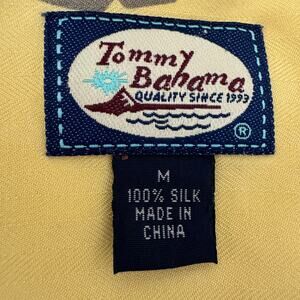 Tommy
Bahama
QUALITY SINCE 1993
®
M
100% SILK
MADE IN
CHINA